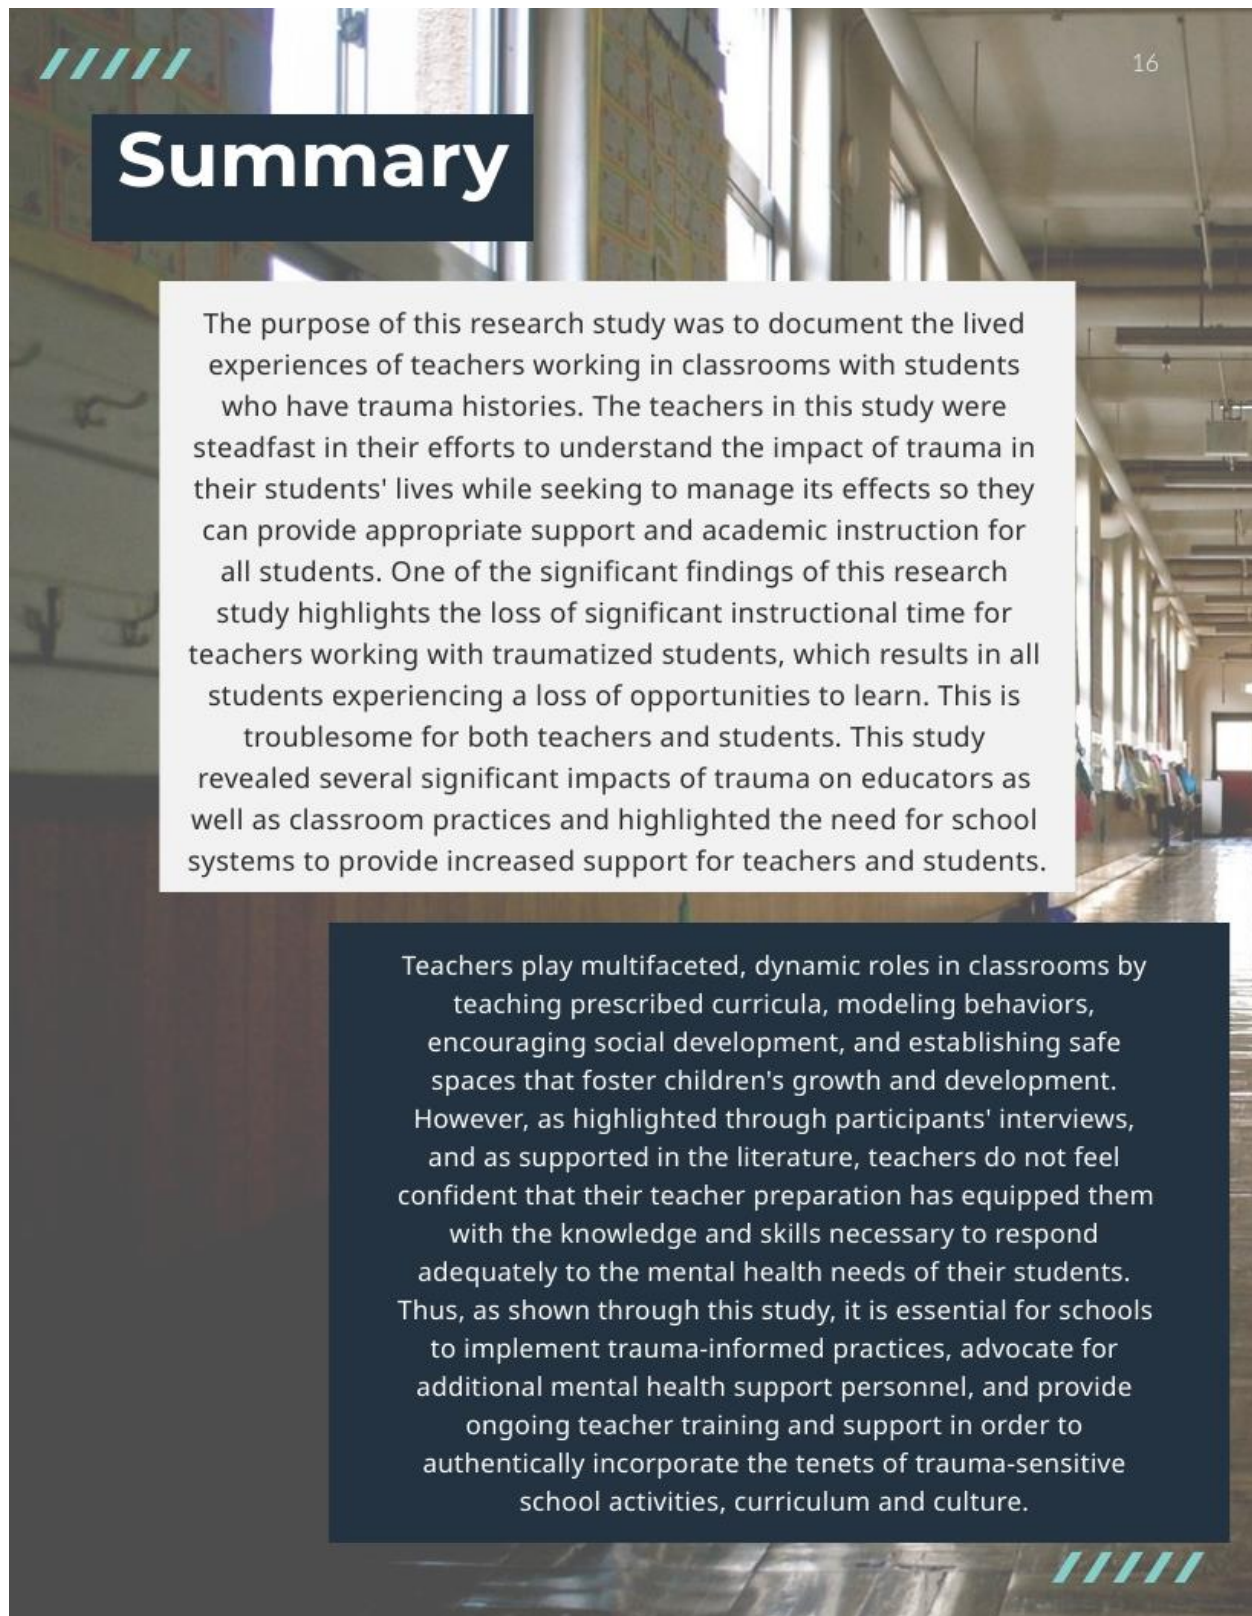 16
Summary
The purpose of this research study was to document the lived
experiences of teachers working in classrooms with students
who have trauma histories. The teachers in this study were
steadfast in their efforts to understand the impact of trauma in
their students' lives while seeking to manage its effects so they
can provide appropriate support and academic instruction for
all students. One of the significant findings of this research
study highlights the loss of significant instructional time for
teachers working with traumatized students, which results in all
students experiencing a loss of opportunities to learn. This is
troublesome for both teachers and students. This study
revealed several significant impacts of trauma on educators as
well as classroom practices and highlighted the need for school
systems to provide increased support for teachers and students.
Teachers play multifaceted, dynamic roles in classrooms by
teaching prescribed curricula, modeling behaviors,
encouraging social development, and establishing safe
spaces that foster children's growth and development.
However, as highlighted through participants' interviews,
and as supported in the literature, teachers do not feel
confident that their teacher preparation has equipped them
with the knowledge and skills necessary to respond
adequately to the mental health needs of their students.
Thus, as shown through this study, it is essential for schools
to implement trauma-informed practices, advocate for
additional mental health support personnel, and provide
ongoing teacher training and support in order to
authentically incorporate the tenets of trauma-sensitive
school activities, curriculum and culture.